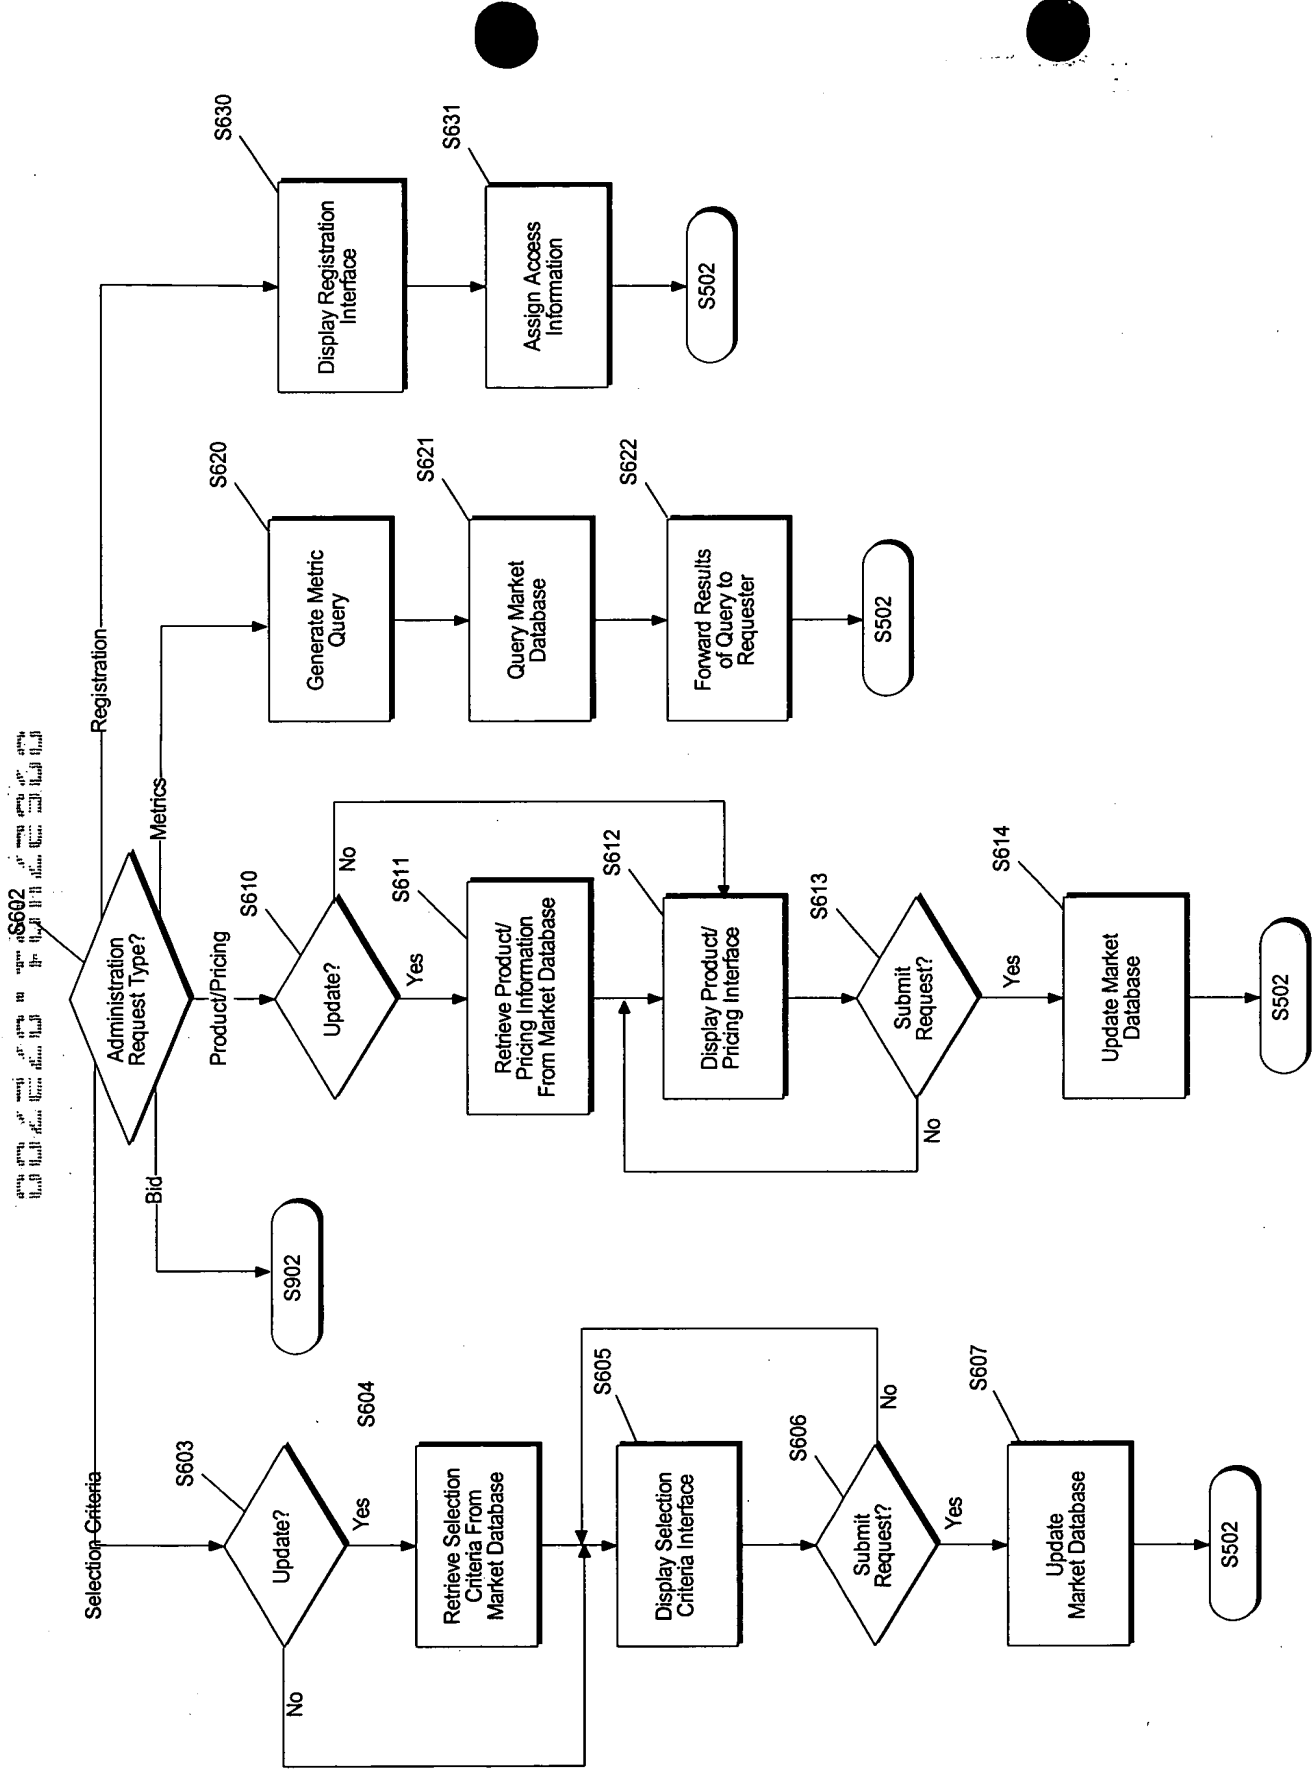 S602
Administration
Request Type?
Selection Criteria
Bid
Product/Pricing
Metrics
Registration
S603
Update?
Yes
No
S604
Retrieve Selection
Criteria From
Market Database
S605
Display Selection
Criteria Interface
S606
Submit
Request?
No
Yes
S607
Update
Market Database
S502
S902
S610
Update?
No
Yes
S611
Retrieve Product/
Pricing Information
From Market Database
S612
Display Product/
Pricing Interface
S613
Submit
Request?
No
Yes
S614
Update Market
Database
S502
S620
Generate Metric
Query
S621
Query Market
Database
S622
Forward Results
of Query to
Requester
S502
S630
Display Registration
Interface
S631
Assign Access
Information
S502